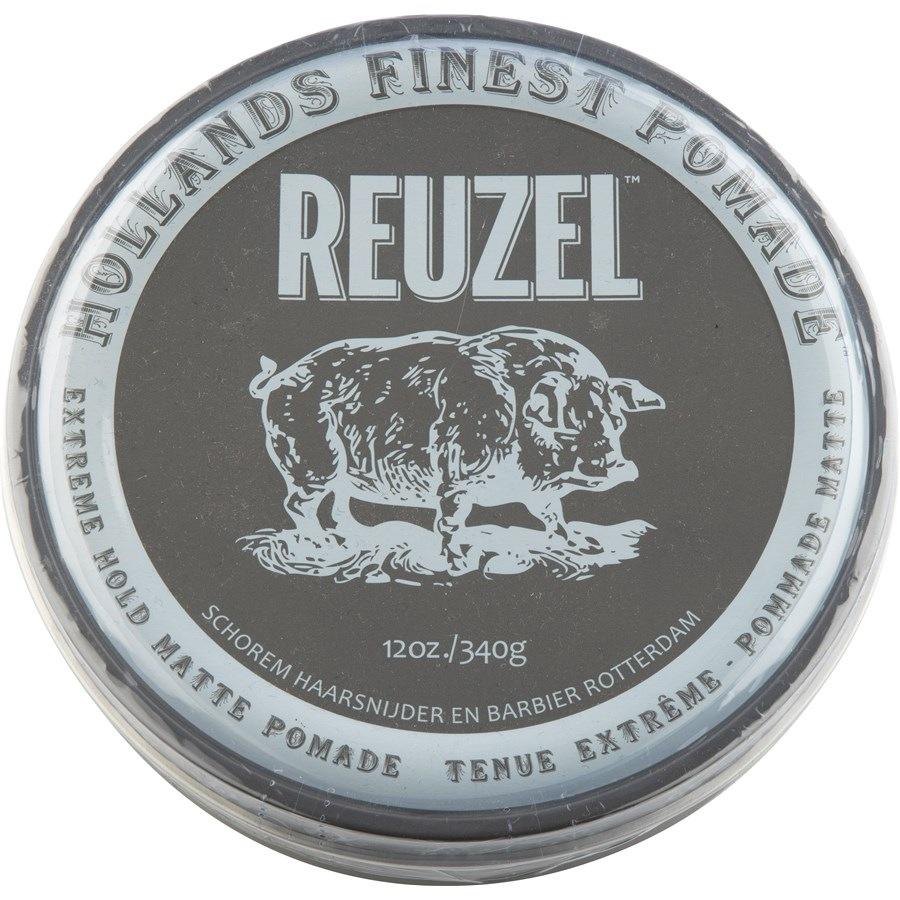 HOLLANDS FINEST POMADE
REUZEL™
12oz./340g
SCHOREM HAARSNIJDER EN BARBIER ROTTERDAM
EXTREME HOLD MATTE POMADE
TENUE EXTRÊME - POMMADE MATTE